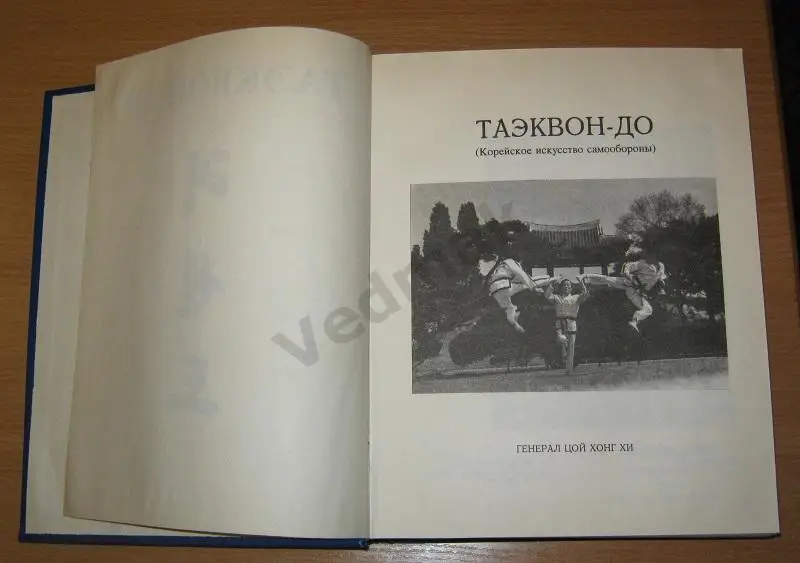 ТАЭКВОН-ДО
(Корейское искусство самообороны)
ГЕНЕРАЛ ЦОЙ ХОНГ ХИ